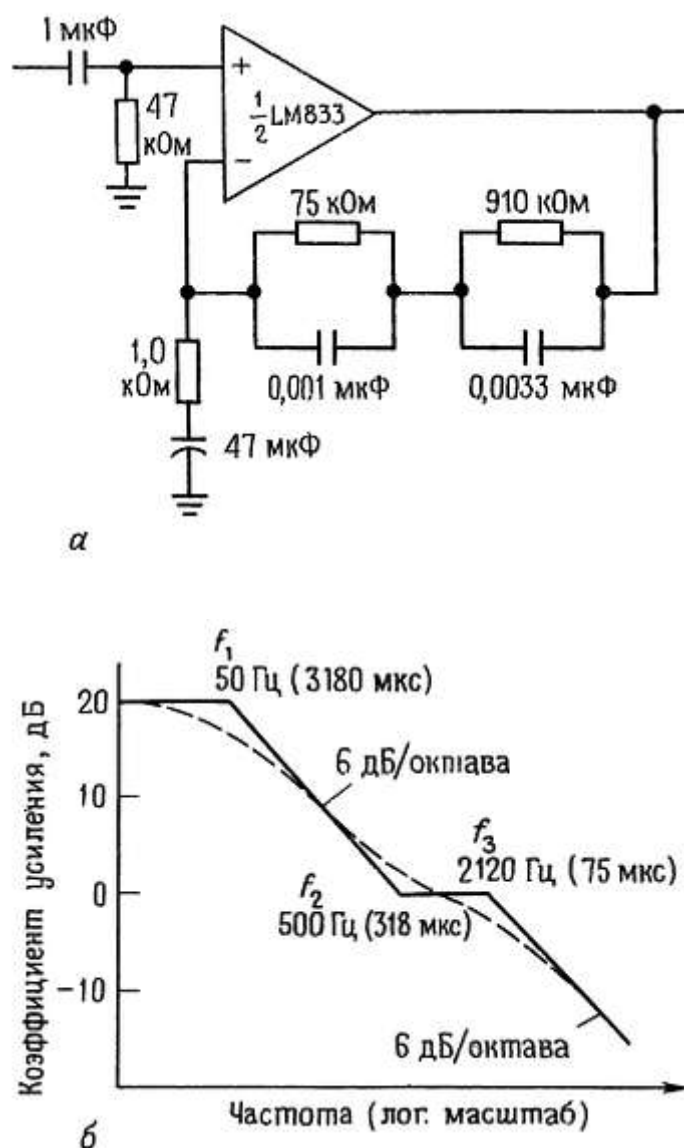 1 мкФ
47
кОм
+
1/2 LM833
−
75 кОм
910 кОм
1,0
кОм
0,001 мкФ
0,0033 мкФ
47 мкФ
а
f1
50 Гц (3180 мкс)
20
6 дБ/октава
10
f3
2120 Гц (75 мкс)
0
f2
500 Гц (318 мкс)
-10
6 дБ/октава
Коэффициент усиления, дБ
Частота (лог. масштаб)
б